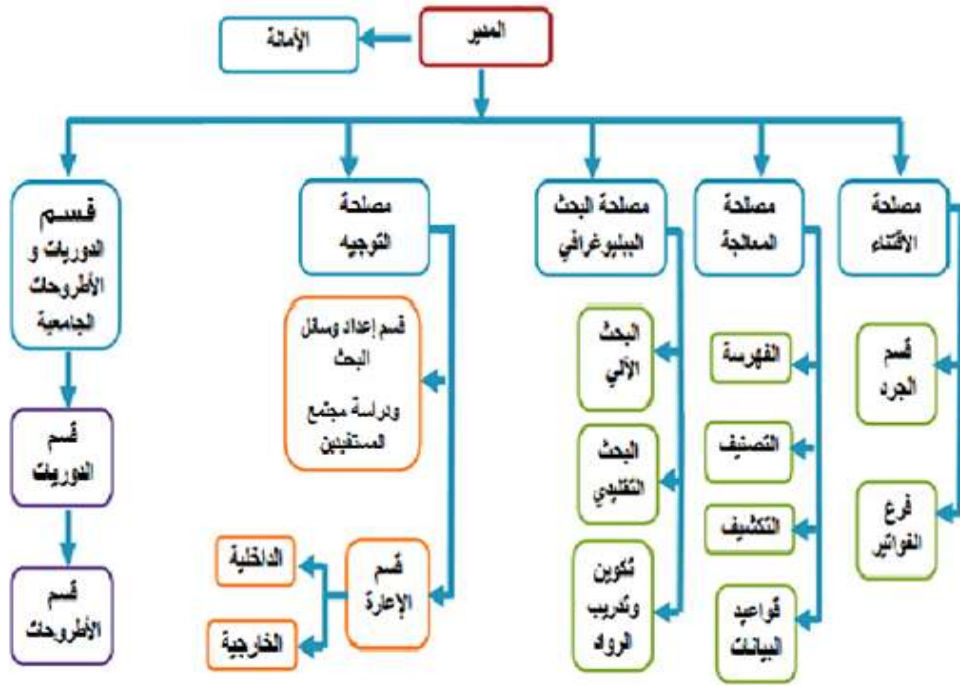 المدير
الأمانة
مصلحة
الاقتناء
قسم
الجرد
فرع
الفواتير
مصلحة
المعالجة
الفهرسة
التصنيف
التكشيف
قواعد
البيانات
مصلحة البحث
الببليوغرافي
البحث
الألي
البحث
التقليدي
تكوين
وتدريب
الرواد
مصلحة
التوجيه
قسم إعداد وسائل
البحث
ودراسة مجتمع
المستفيدين
قسم
الإعارة
الداخلية
الخارجية
قسم
الدوريات و
الأطروحات
الجامعية
قسم
الدوريات
قسم
الأطروحات